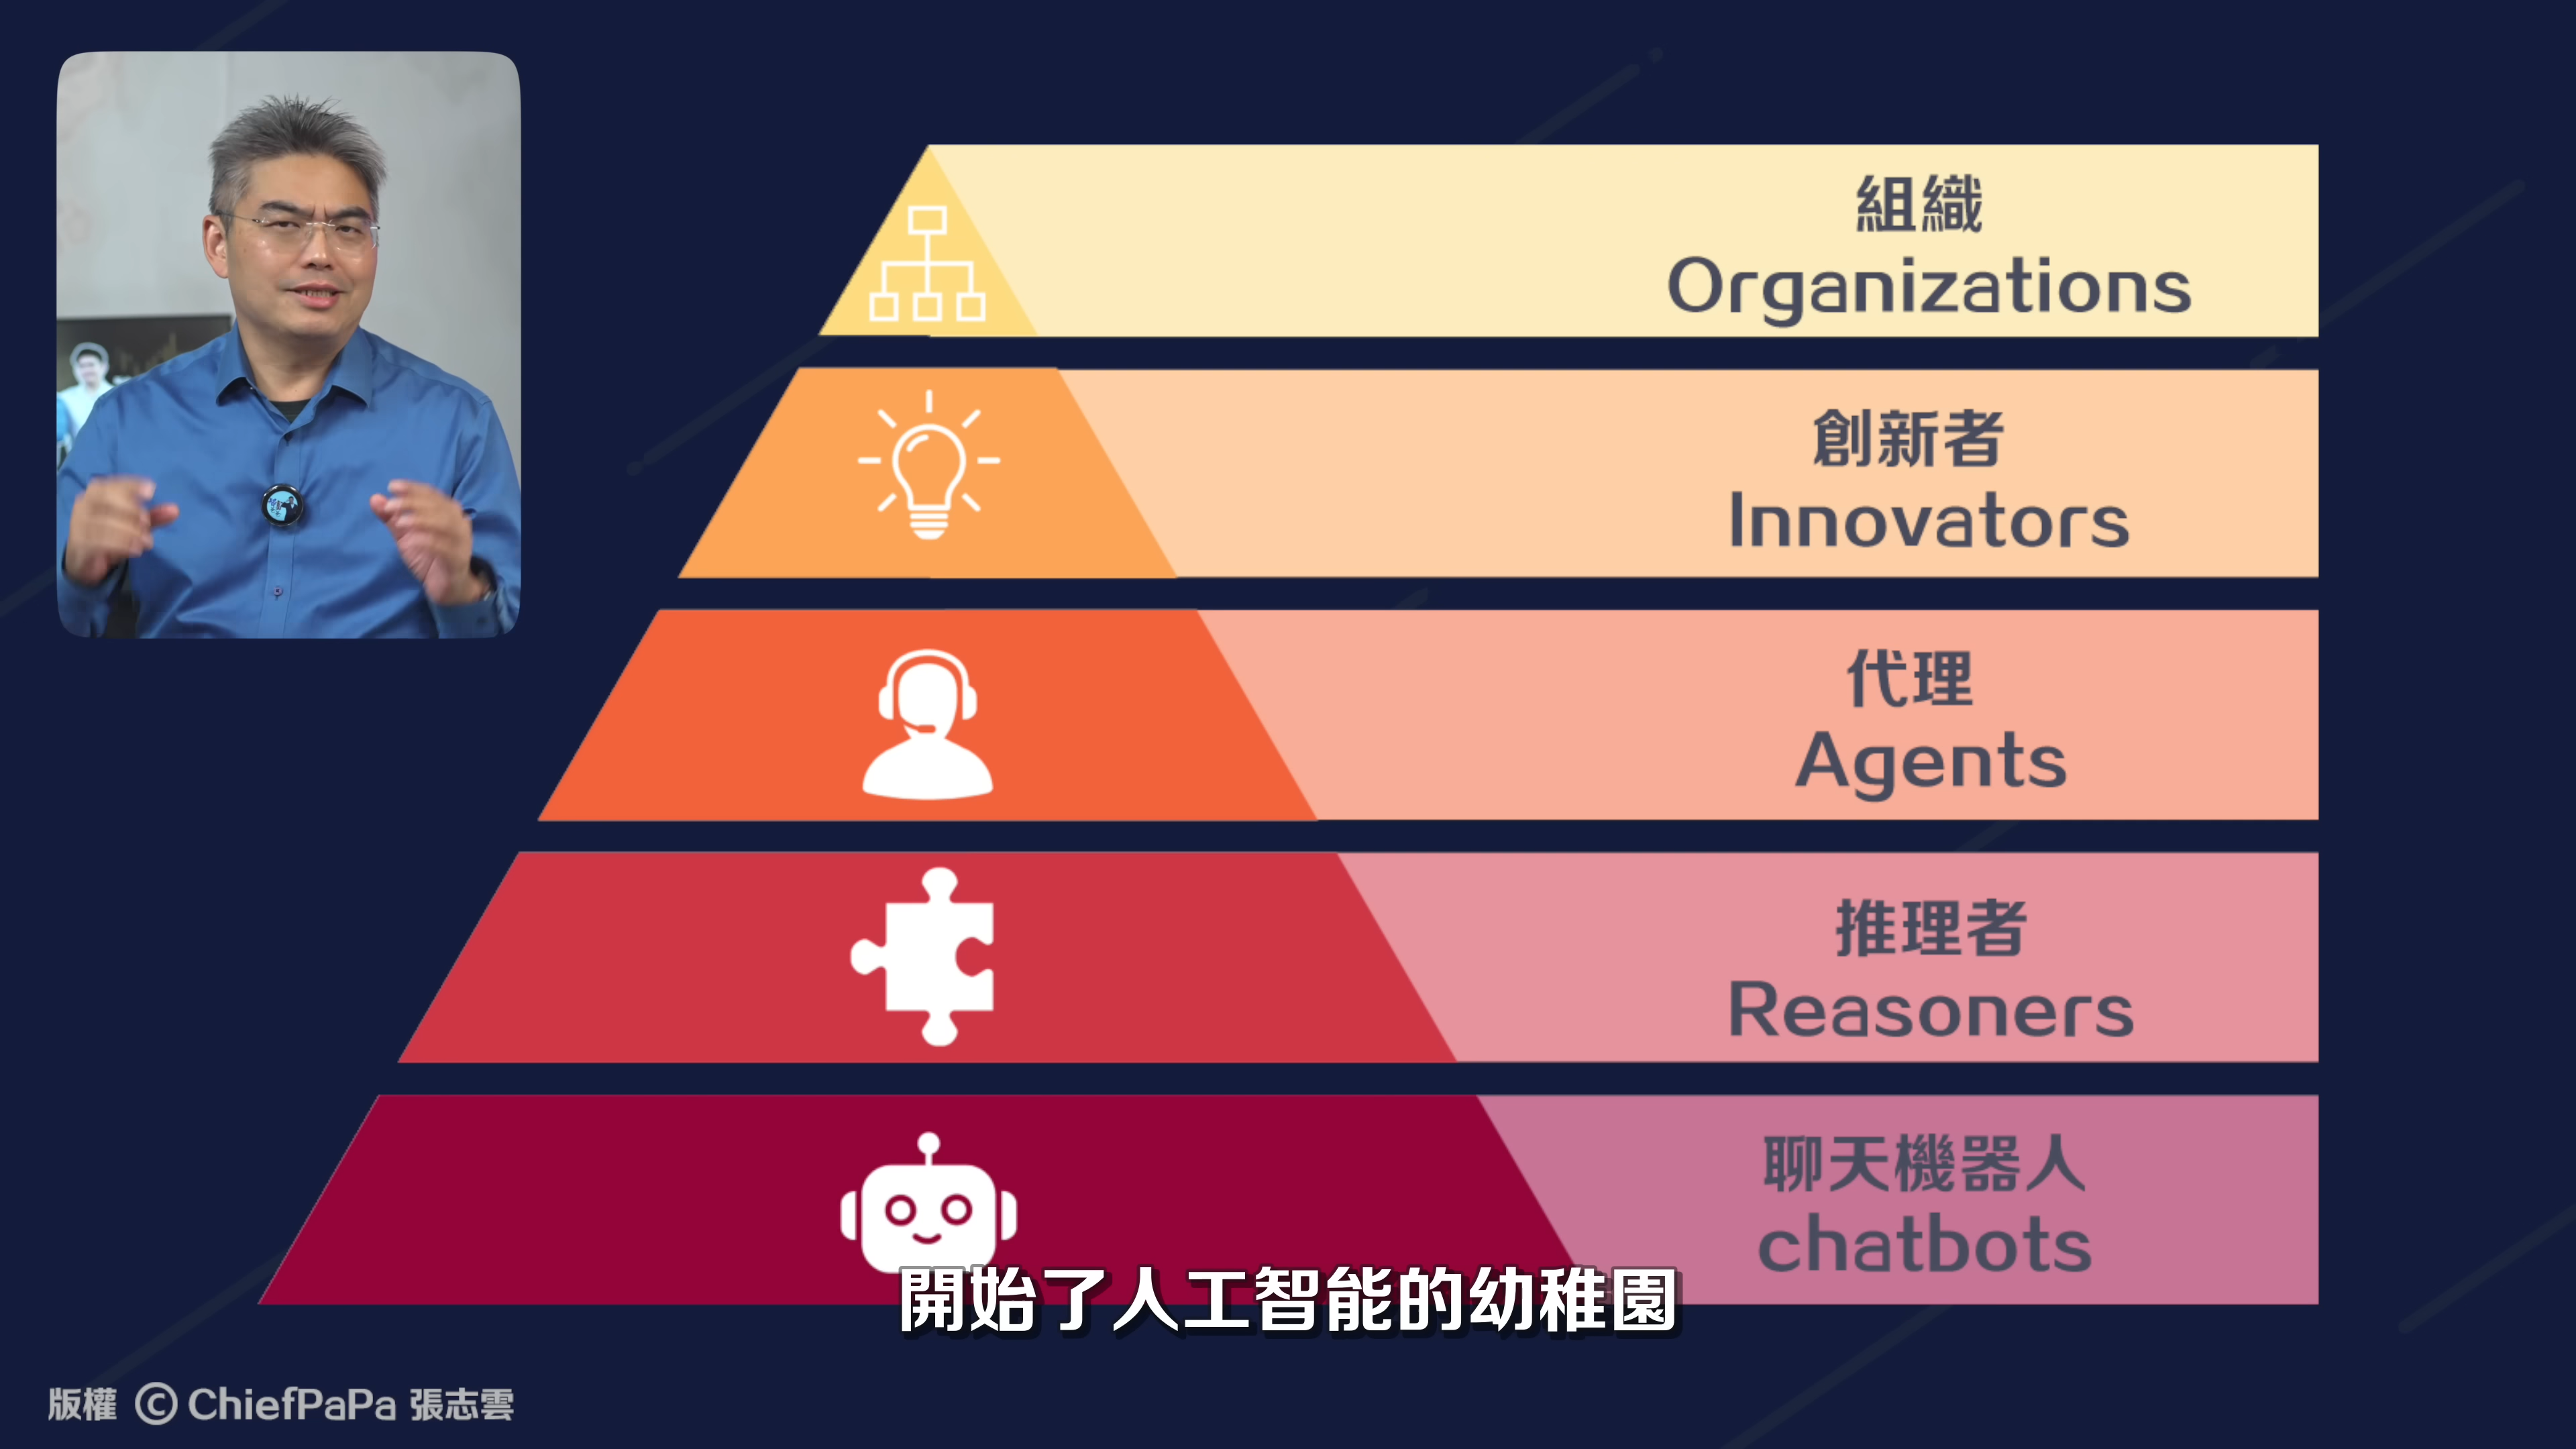 組織
Organizations
創新者
Innovators
代理
Agents
推理者
Reasoners
聊天機器人
chatbots
開始了人工智能的幼稚園
版權 © ChiefPaPa 張志雲